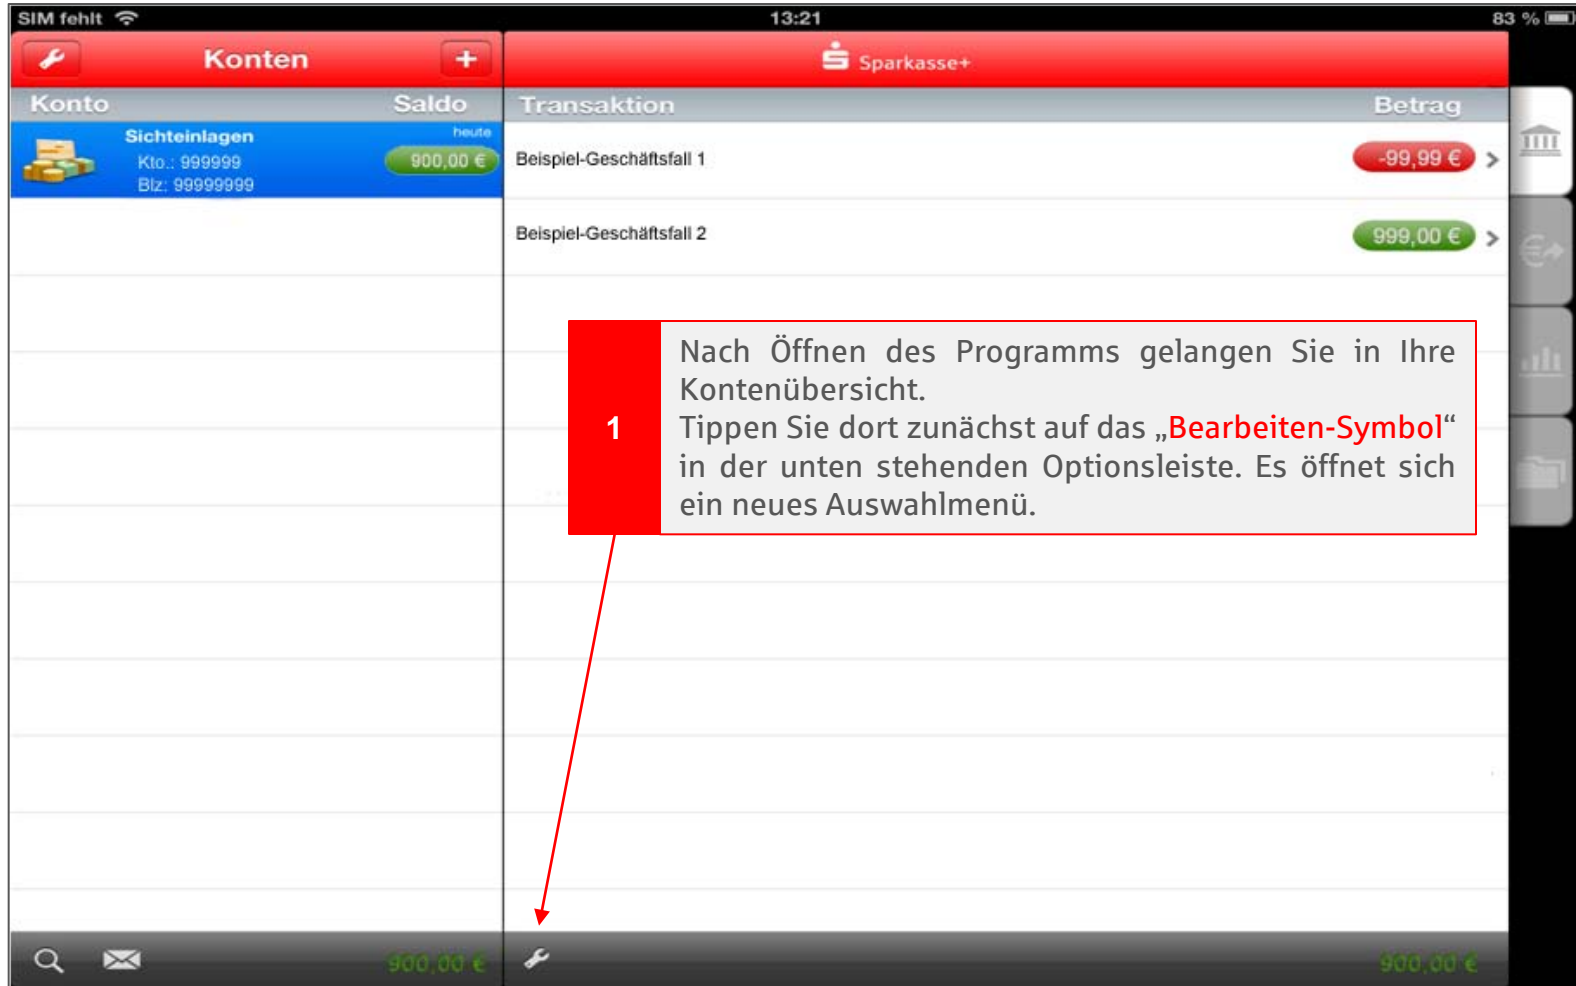 SIM fehlt 13:21 83 %
Konten + Sparkasse+
Konto Saldo Transaktion Betrag
Sichteinlagen heute
Kto.: 999999 900,00 €
Blz: 99999999
Beispiel-Geschäftsfall 1 -99,99 €
Beispiel-Geschäftsfall 2 999,00 €
1
Nach Öffnen des Programms gelangen Sie in Ihre
Kontenübersicht.
Tippen Sie dort zunächst auf das „Bearbeiten-Symbol“
in der unten stehenden Optionsleiste. Es öffnet sich
ein neues Auswahlmenü.
900,00 € 900,00 €